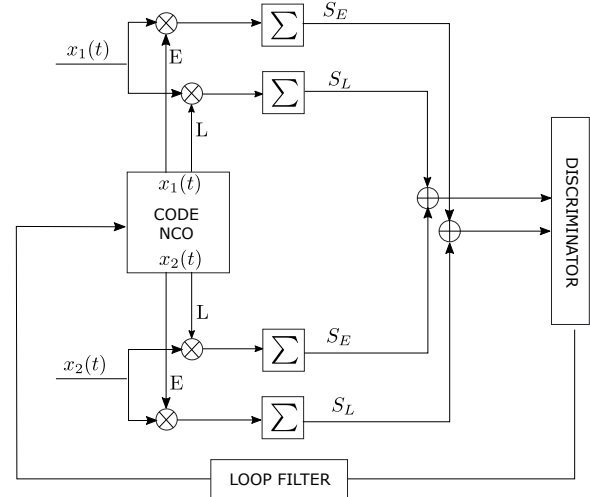 S_E
x_1(t)
E
∑
S_L
∑
L
x_1(t)
CODE
NCO
x_2(t)
DISCRIMINATOR
L
S_E
∑
x_2(t)
E
S_L
∑
LOOP FILTER